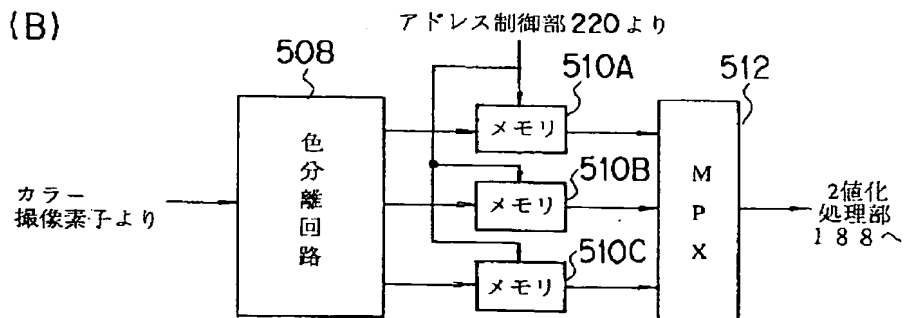 (B)
アドレス制御部220より
508
510A
512
メモリ
色分離回路
510B
メモリ
MPX
カラー
撮像素子より
2値化
処理部
188へ
510C
メモリ